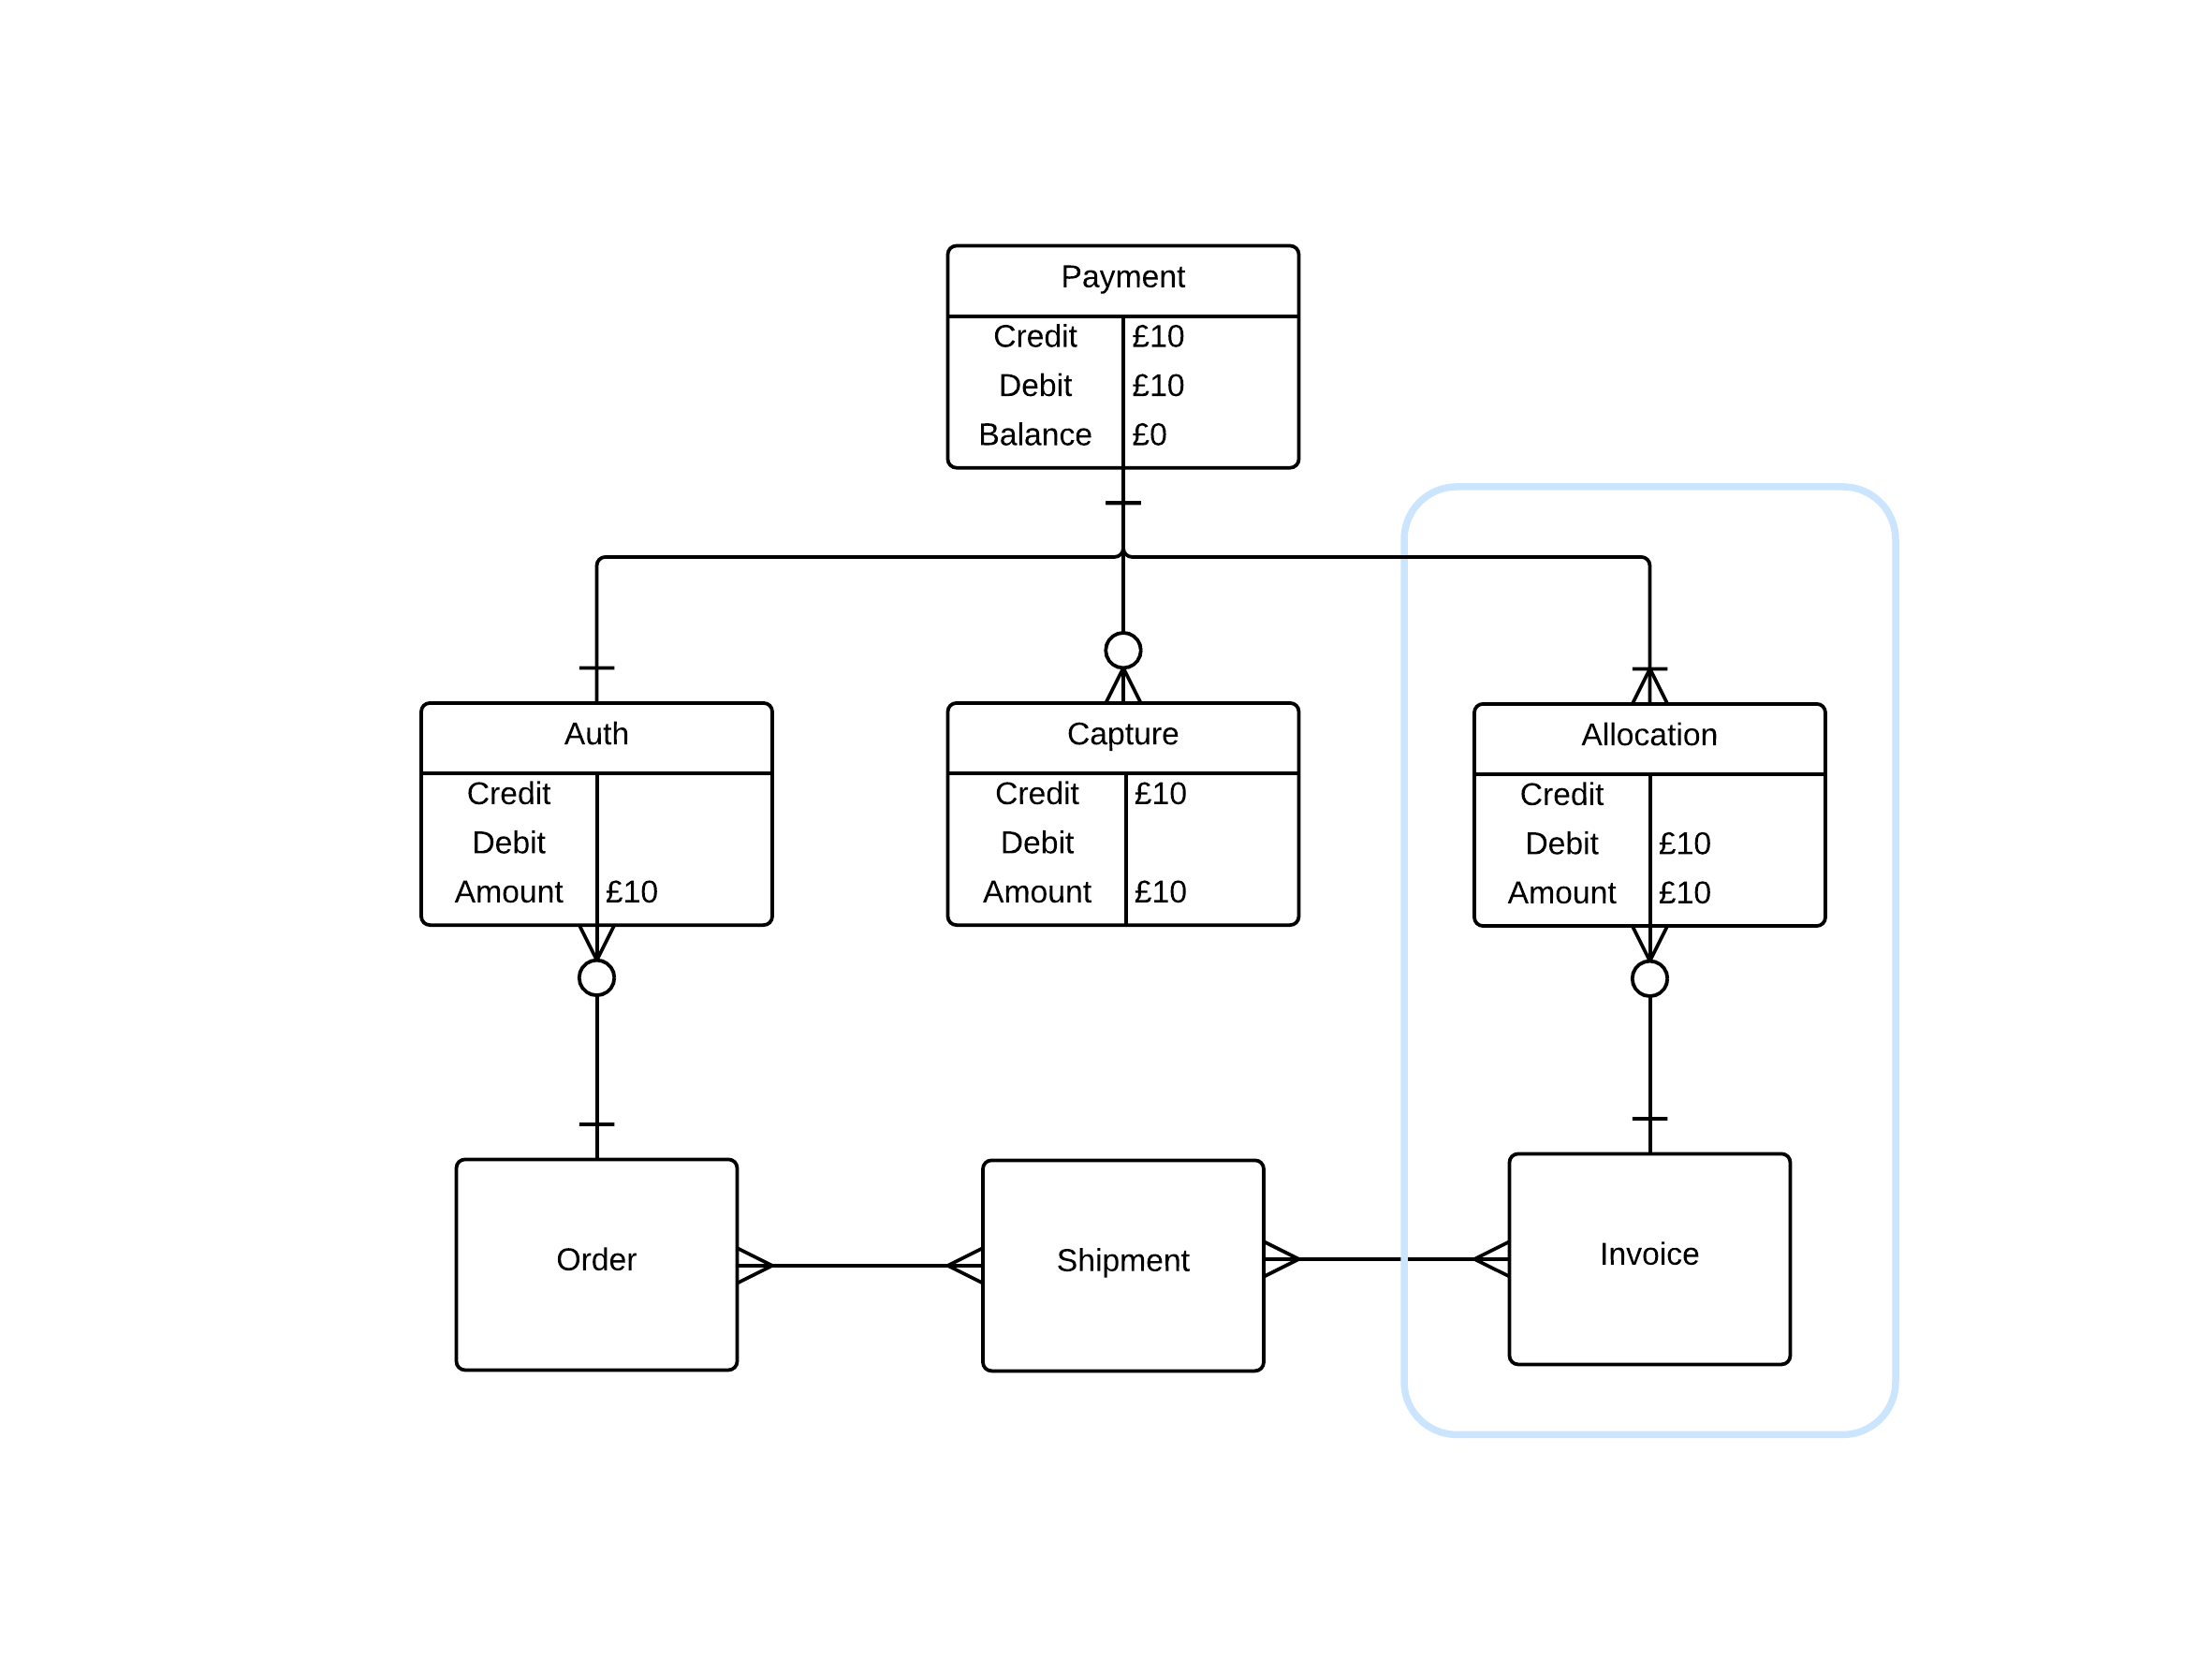 Payment
Credit £10
Debit £10
Balance £0
Auth
Credit
Debit
Amount £10
Capture
Credit £10
Debit
Amount £10
Allocation
Credit
Debit £10
Amount £10
Order
Shipment
Invoice